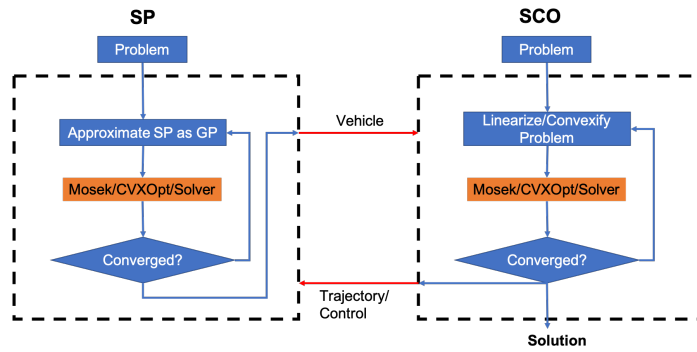 SP
Problem
Approximate SP as GP
Mosek/CVXOpt/Solver
Converged?
Vehicle
Trajectory/
Control
SCO
Problem
Linearize/Convexify
Problem
Mosek/CVXOpt/Solver
Converged?
Solution